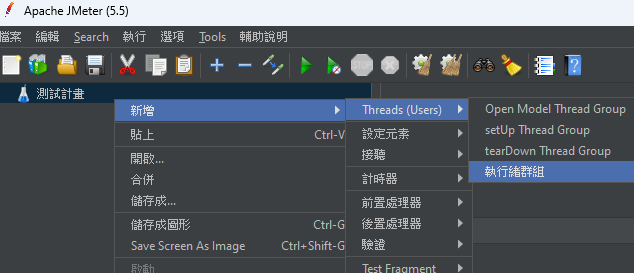 Apache JMeter (5.5)
檔案 編輯 Search 執行 選項 Tools 輔助說明
測試計畫
新增
貼上 Ctrl-V
開啟...
合併
儲存成...
儲存成圖形 Ctrl-G
Save Screen As Image Ctrl+Shift-G
啟動
Threads (Users)
設定元素
接聽
計時器
前置處理器
後置處理器
驗證
Test Fragment
Open Model Thread Group
setUp Thread Group
tearDown Thread Group
執行緒群組